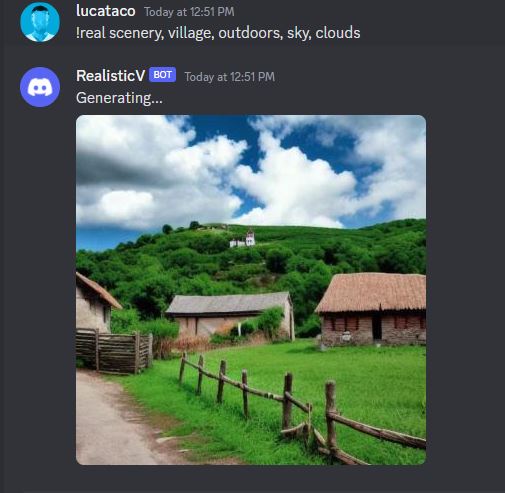 lucataco Today at 12:51 PM
!real scenery, village, outdoors, sky, clouds
RealisticV BOT Today at 12:51 PM
Generating...